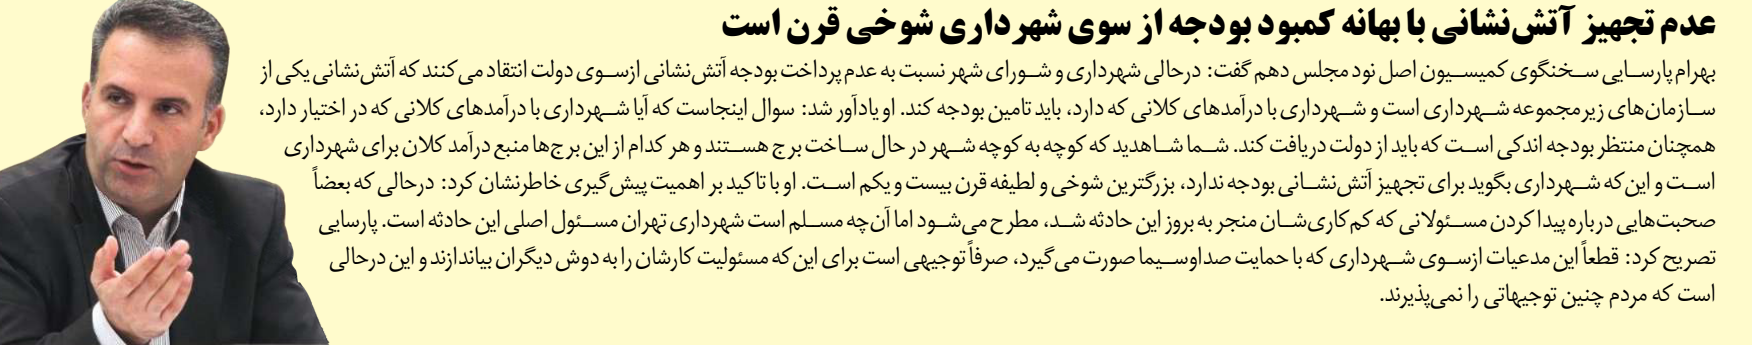 عدم تجهیز آتش‌نشانی با بهانه کمبود بودجه از سوی شهرداری شوخی قرن است
بهرام پارسایی سخنگوی کمیسیون اصل نود مجلس دهم گفت: درحالی شهرداری و شورای شهر نسبت به عدم پرداخت بودجه آتش‌نشانی ازسوی دولت انتقاد می‌کنند که آتش‌نشانی یکی از
سازمان‌های زیرمجموعه شهرداری است و شهرداری با درآمدهای کلانی که دارد، باید تامین بودجه کند. او یادآور شد: سوال اینجاست که آیا شهرداری با درآمدهای کلانی که در اختیار دارد،
همچنان منتظر بودجه اندکی است که باید از دولت دریافت کند. شما شاهدید که کوچه به کوچه شهر در حال ساخت برج هستند و هر کدام از این برج‌ها منبع درآمد کلان برای شهرداری
است و این‌که شهرداری بگوید برای تجهیز آتش‌نشانی بودجه ندارد، بزرگترین شوخی و لطیفه قرن بیست و یکم است. او با تاکید بر اهمیت پیش‌گیری خاطرنشان کرد: درحالی که بعضاً
صحبت‌هایی درباره پیدا کردن مسئولانی که کم‌کاری‌شان منجر به بروز این حادثه شد، مطرح می‌شود اما آن‌چه مسلم است شهرداری تهران مسئول اصلی این حادثه است. پارسایی
تصریح کرد: قطعاً این مدعیات ازسوی شهرداری که با حمایت صداوسیما صورت می‌گیرد، صرفاً توجیهی است برای این‌که مسئولیت کارشان را به دوش دیگران بیاندازند و این درحالی
است که مردم چنین توجیهاتی را نمی‌پذیرند.